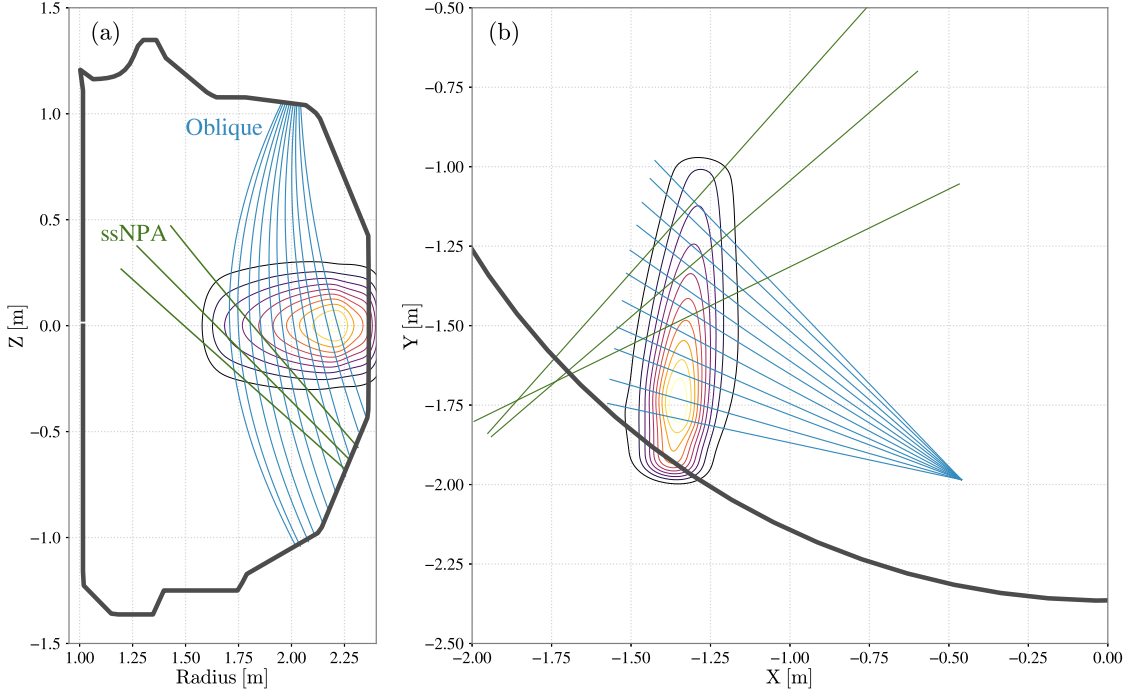 (a)
Oblique
ssNPA
1.5
1.0
0.5
0.0
−0.5
−1.0
−1.5
Z [m]
1.00 1.25 1.50 1.75 2.00 2.25
Radius [m]
(b)
−0.50
−0.75
−1.00
−1.25
−1.50
−1.75
−2.00
−2.25
−2.50
Y [m]
−2.00 −1.75 −1.50 −1.25 −1.00 −0.75 −0.50 −0.25 0.00
X [m]